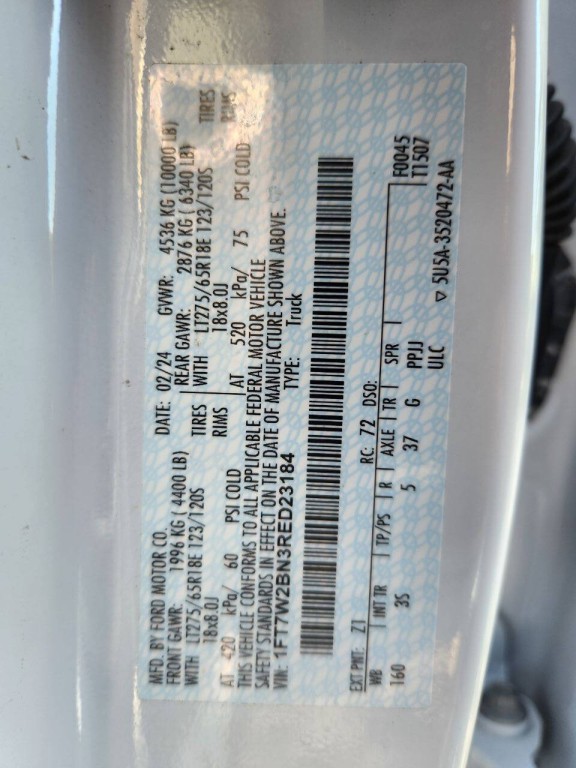 MFD. BY FORD MOTOR CO. DATE: 02/24 GVWR: 4536 KG (10000 LB)
FRONT GAWR: 1996 KG ( 4400 LB) REAR GAWR: 2876 KG ( 6340 LB)
WITH LT275/65R18E 123/120S TIRES WITH LT275/65R18E 123/120S TIRES
18x8.0J RIMS 18x8.0J RIMS
AT 420 kPa/ 60 PSI COLD AT 520 kPa/ 75 PSI COLD
THIS VEHICLE CONFORMS TO ALL APPLICABLE FEDERAL MOTOR VEHICLE
SAFETY STANDARDS IN EFFECT ON THE DATE OF MANUFACTURE SHOWN ABOVE.
VIN: 1FT7W2BN3RED23184 TYPE: Truck
F0045
EXT PNT: Z1 RC: 72 DSO: T1507
WB INT TR TP/PS R AXLE TR SPR
160 3S 5 37 G PPJJ
ULC
▽ 5U5A-3520472-AA